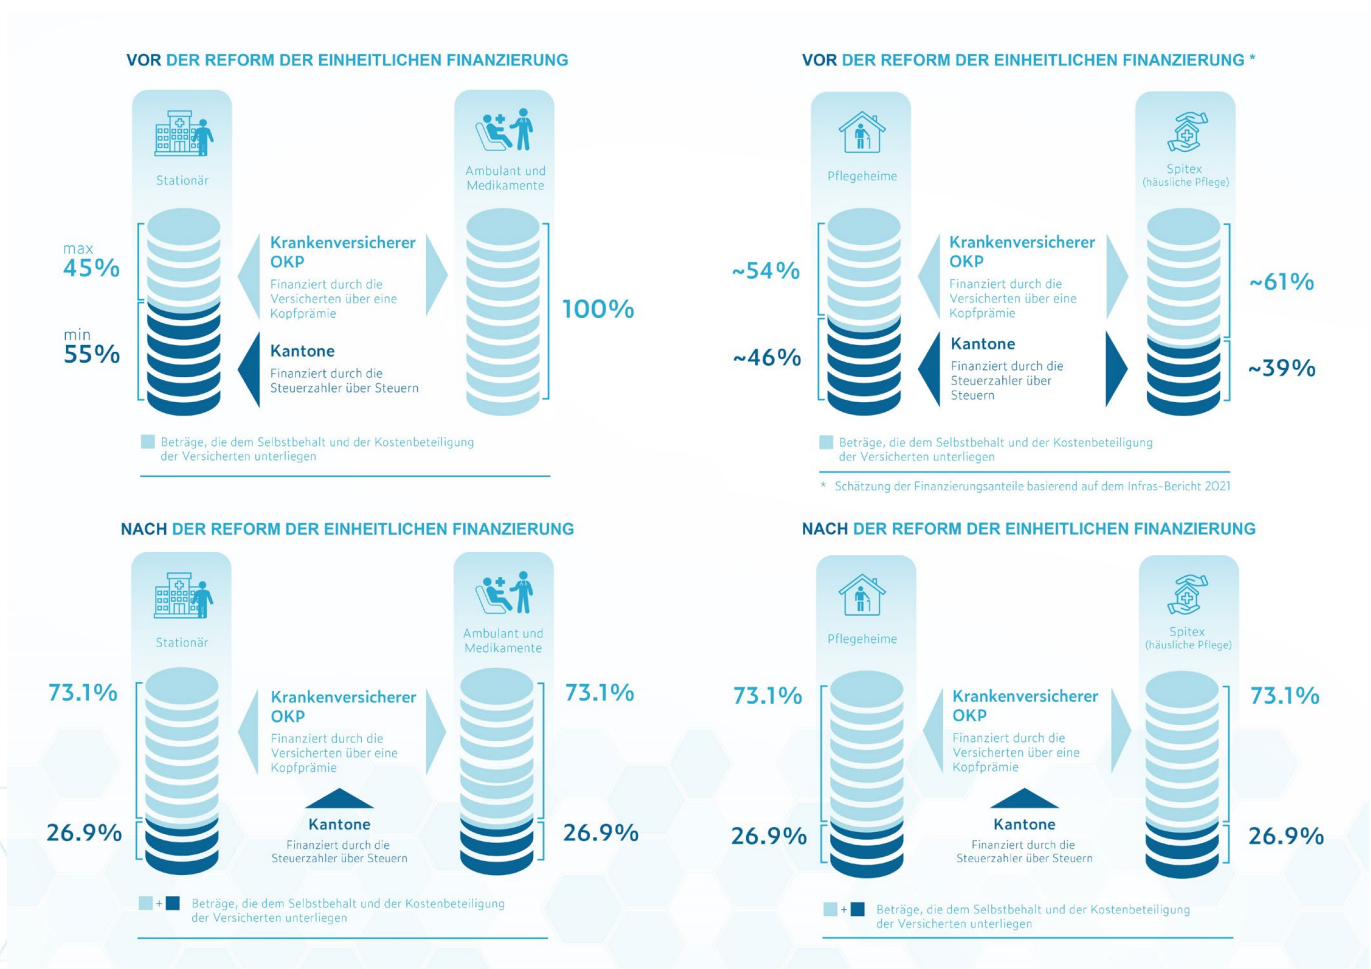 VOR DER REFORM DER EINHEITLICHEN FINANZIERUNG
Stationär
Ambulant und
Medikamente
max
45%
min
55%
Krankenversicherer
OKP
Finanziert durch die
Versicherten über eine
Kopfprämie
Kantone
Finanziert durch die
Steuerzahler über Steuern
100%
Beträge, die dem Selbstbehalt und der Kostenbeteiligung
der Versicherten unterliegen
VOR DER REFORM DER EINHEITLICHEN FINANZIERUNG *
Pflegeheime
Spitex
(häusliche Pflege)
~54%
~46%
Krankenversicherer
OKP
Finanziert durch die
Versicherten über eine
Kopfprämie
Kantone
Finanziert durch die
Steuerzahler über
Steuern
~61%
~39%
Beträge, die dem Selbstbehalt und der Kostenbeteiligung
der Versicherten unterliegen
* Schätzung der Finanzierungsanteile basierend auf dem Infras-Bericht 2021
NACH DER REFORM DER EINHEITLICHEN FINANZIERUNG
Stationär
Ambulant und
Medikamente
73.1%
26.9%
Krankenversicherer
OKP
Finanziert durch die
Versicherten über eine
Kopfprämie
Kantone
Finanziert durch die
Steuerzahler über Steuern
73.1%
26.9%
+ Beträge, die dem Selbstbehalt und der Kostenbeteiligung
der Versicherten unterliegen
NACH DER REFORM DER EINHEITLICHEN FINANZIERUNG
Pflegeheime
Spitex
(häusliche Pflege)
73.1%
26.9%
Krankenversicherer
OKP
Finanziert durch die
Versicherten über eine
Kopfprämie
Kantone
Finanziert durch die
Steuerzahler über Steuern
73.1%
26.9%
+ Beträge, die dem Selbstbehalt und der Kostenbeteiligung
der Versicherten unterliegen